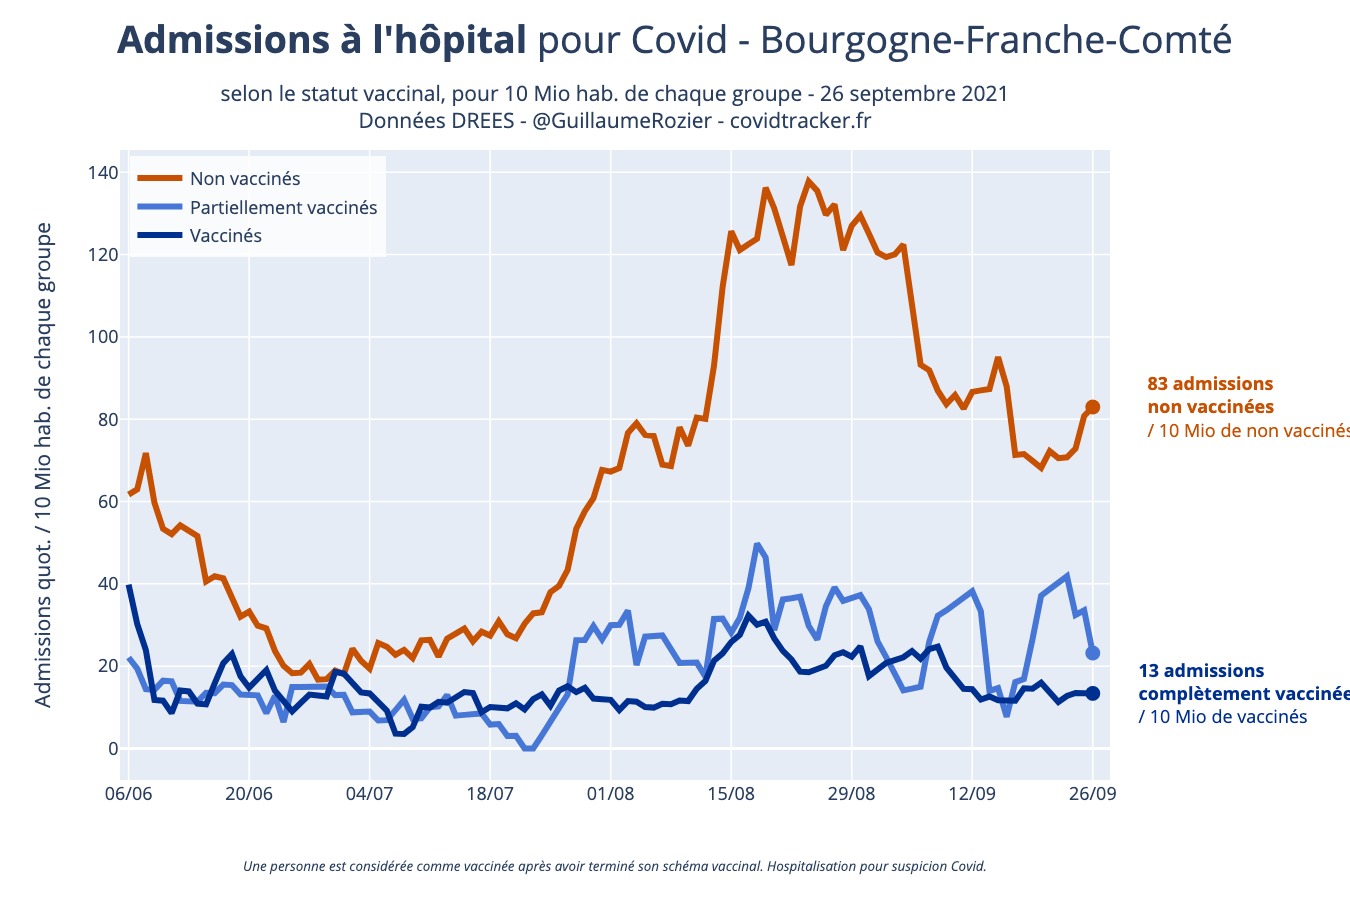 Admissions à l'hôpital pour Covid - Bourgogne-Franche-Comté
selon le statut vaccinal, pour 10 Mio hab. de chaque groupe - 26 septembre 2021
Données DREES - @GuillaumeRozier - covidtracker.fr
Admissions quot. / 10 Mio hab. de chaque groupe
Non vaccinés
Partiellement vaccinés
Vaccinés
140
120
100
80
60
40
20
0
06/06
20/06
04/07
18/07
01/08
15/08
29/08
12/09
26/09
83 admissions
non vaccinées
/ 10 Mio de non vaccinés
13 admissions
complètement vaccinée
/ 10 Mio de vaccinés
Une personne est considérée comme vaccinée après avoir terminé son schéma vaccinal. Hospitalisation pour suspicion Covid.